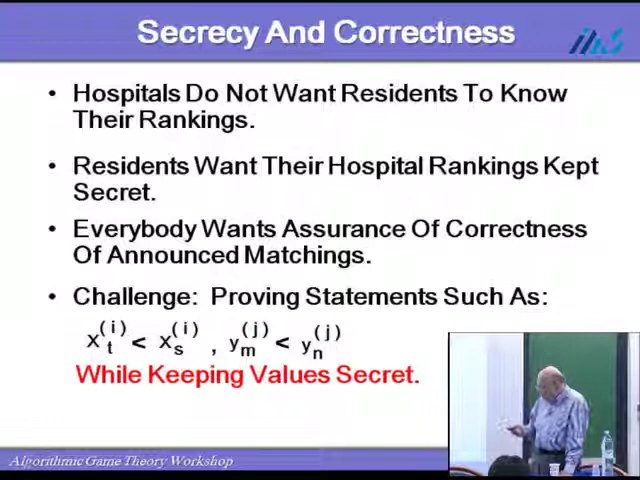 Secrecy And Correctness
• Hospitals Do Not Want Residents To Know
Their Rankings.
• Residents Want Their Hospital Rankings Kept
Secret.
• Everybody Wants Assurance Of Correctness
Of Announced Matchings.
• Challenge: Proving Statements Such As:
x_t^(i) < x_s^(i) , y_m^(j) < y_n^(j)
While Keeping Values Secret.
Algorithmic Game Theory Workshop